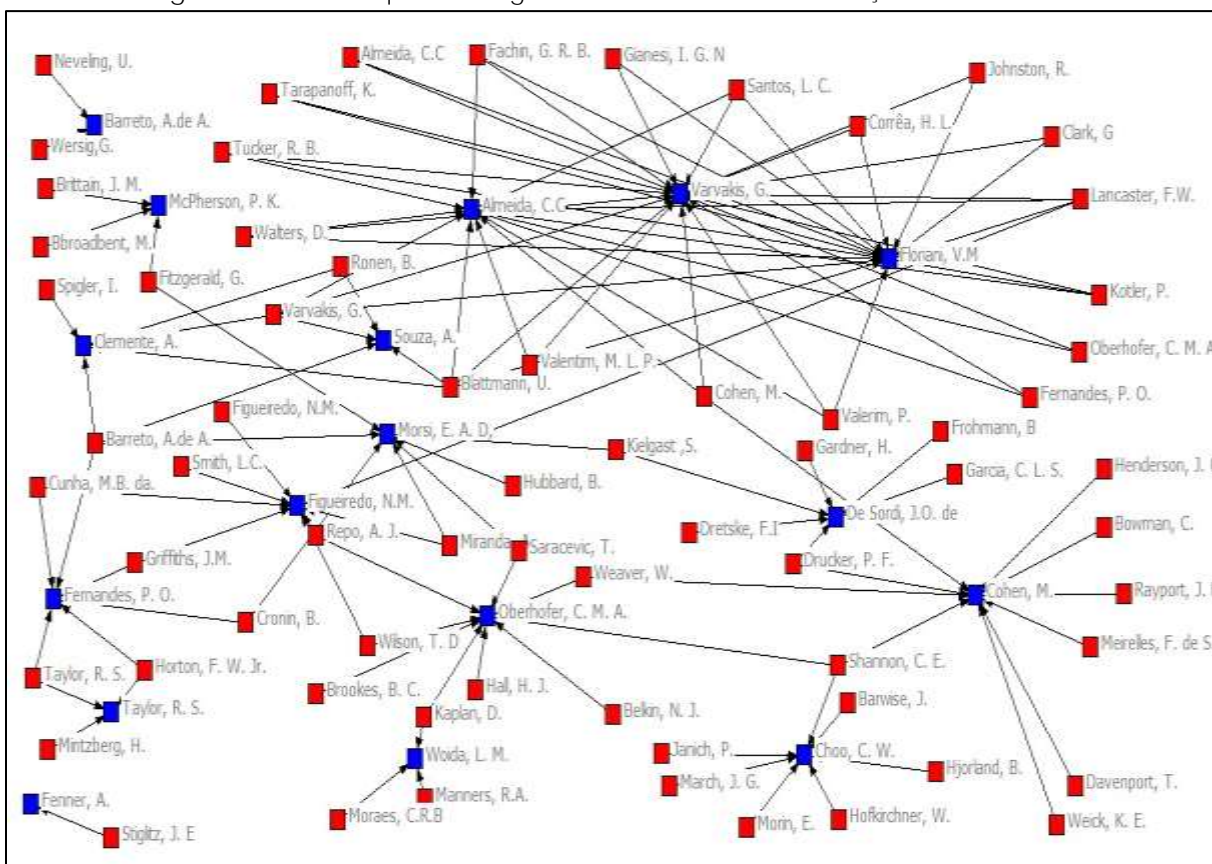 Neveling, U.
Almeida, C.C
Fachin, G. R. B.
Gianesi, I. G. N
Johnston, R.
Tarapanoff, K.
Santos, L. C.
Barreto, A.de A.
Corrêa, H. L.
Clark, G
Wersig,G.
Tucker, R. B.
Brittain, J. M.
McPherson, P. K.
Almeida, C.C
Varvakis, G.
Lancaster, F.W.
Bbroadbent, M.
Walters, D.
Floriani, V.M
Fitzgerald, G.
Ronen, B.
Spigler, I.
Kotler, P.
Varvakis, G.
Clemente, A.
Souza, A.
Oberhofer, C. M. A
Valentim, M. L. P.
Blattmann, U.
Cohen, M.
Fernandes, P. O.
Figueiredo, N.M.
Valerim, P.
Barreto, A.de A.
Morsi, E. A. D,
Kielgast ,S.
Gardner, H.
Frohmann, B
Smith, L.C.
Garcia, C. L. S.
Henderson, J.
Cunha, M.B. da.
Hubbard, B.
Figueiredo, N.M.
De Sordi, J.O. de
Repo, A. J.
Dretske, F.I
Bowman, C.
Miranda,
Saracevic, T.
Griffiths, J.M.
Drucker, P. F.
Weaver, W.
Fernandes, P. O.
Cohen, M.
Rayport, J.
Cronin, B.
Oberhofer, C. M. A.
Wilson, T. D
Meirelles, F. de S
Taylor, R. S.
Horton, F. W. Jr.
Shannon, C. E.
Brookes, B. C.
Hall, H. J.
Taylor, R. S.
Kaplan, D.
Belkin, N. J.
Barwise, J.
Mintzberg, H.
Woida, L. M.
Janich, P.
Choo, C. W.
March, J. G.
Hjorland, B.
Davenport, T.
Fenner, A.
Manners, R.A.
Moraes, C.R.B
Morin, E.
Hofkirchner, W.
Weick, K. E.
Stiglitz, J. E